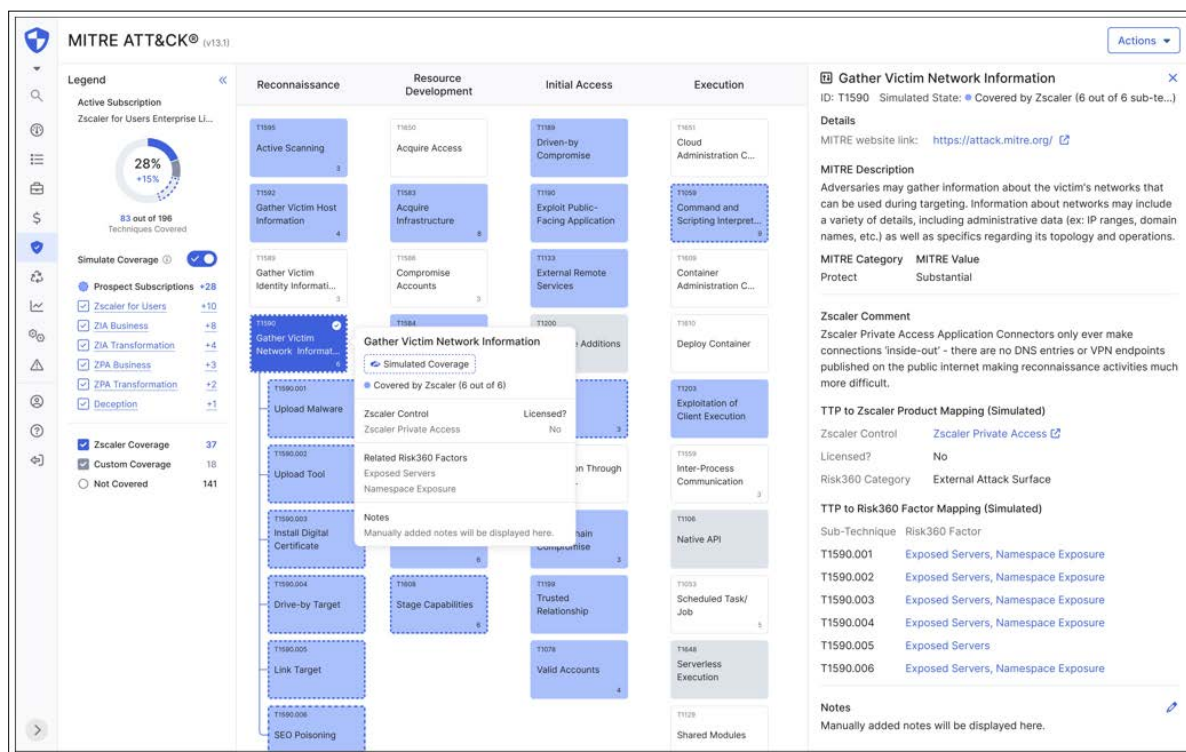 MITRE ATT&CK® (v13.1)
Actions
Legend
Active Subscription
Zscaler for Users Enterprise Li...
28%
+15%
83 out of 196
Techniques Covered
Simulate Coverage
Prospect Subscriptions +28
Zscaler for Users +10
ZIA Business +8
ZIA Transformation +4
ZPA Business +3
ZPA Transformation +2
Deception +1
Zscaler Coverage 37
Custom Coverage 18
Not Covered 141
Reconnaissance
T1595
Active Scanning
3
T1592
Gather Victim Host
Information
4
T1589
Gather Victim
Identity Informati...
3
T1590
Gather Victim
Network Informat...
6
T1590.001
Upload Malware
T1590.002
Upload Tool
T1590.003
Install Digital
Certificate
T1590.004
Drive-by Target
T1590.005
Link Target
T1590.006
SEO Poisoning
Resource
Development
T1650
Acquire Access
T1583
Acquire
Infrastructure
8
T1586
Compromise
Accounts
3
T1584
6
T1608
Stage Capabilities
6
Initial Access
T1189
Driven-by
Compromise
T1190
Exploit Public-
Facing Application
T1133
External Remote
Services
T1200
Additions
3
on Through
hain
Compromise
3
T1199
Trusted
Relationship
T1078
Valid Accounts
4
Execution
T1651
Cloud
Administration C...
T1059
Command and
Scripting Interpret...
9
T1609
Container
Administration C...
T1610
Deploy Container
T1203
Exploitation of
Client Execution
T1559
Inter-Process
Communication
3
T1106
Native API
T1053
Scheduled Task/
Job
5
T1648
Serverless
Execution
T1129
Shared Modules
Gather Victim Network Information
Simulated Coverage
Covered by Zscaler (6 out of 6)
Zscaler Control Licensed?
Zscaler Private Access No
Related Risk360 Factors
Exposed Servers
Namespace Exposure
Notes
Manually added notes will be displayed here.
Gather Victim Network Information
ID: T1590 Simulated State: Covered by Zscaler (6 out of 6 sub-te...)
Details
MITRE website link: https://attack.mitre.org/
MITRE Description
Adversaries may gather information about the victim's networks that
can be used during targeting. Information about networks may include
a variety of details, including administrative data (ex: IP ranges, domain
names, etc.) as well as specifics regarding its topology and operations.
MITRE Category MITRE Value
Protect Substantial
Zscaler Comment
Zscaler Private Access Application Connectors only ever make
connections 'inside-out' - there are no DNS entries or VPN endpoints
published on the public internet making reconnaissance activities much
more difficult.
TTP to Zscaler Product Mapping (Simulated)
Zscaler Control Zscaler Private Access
Licensed? No
Risk360 Category External Attack Surface
TTP to Risk360 Factor Mapping (Simulated)
Sub-Technique Risk360 Factor
T1590.001 Exposed Servers, Namespace Exposure
T1590.002 Exposed Servers, Namespace Exposure
T1590.003 Exposed Servers, Namespace Exposure
T1590.004 Exposed Servers, Namespace Exposure
T1590.005 Exposed Servers
T1590.006 Exposed Servers, Namespace Exposure
Notes
Manually added notes will be displayed here.